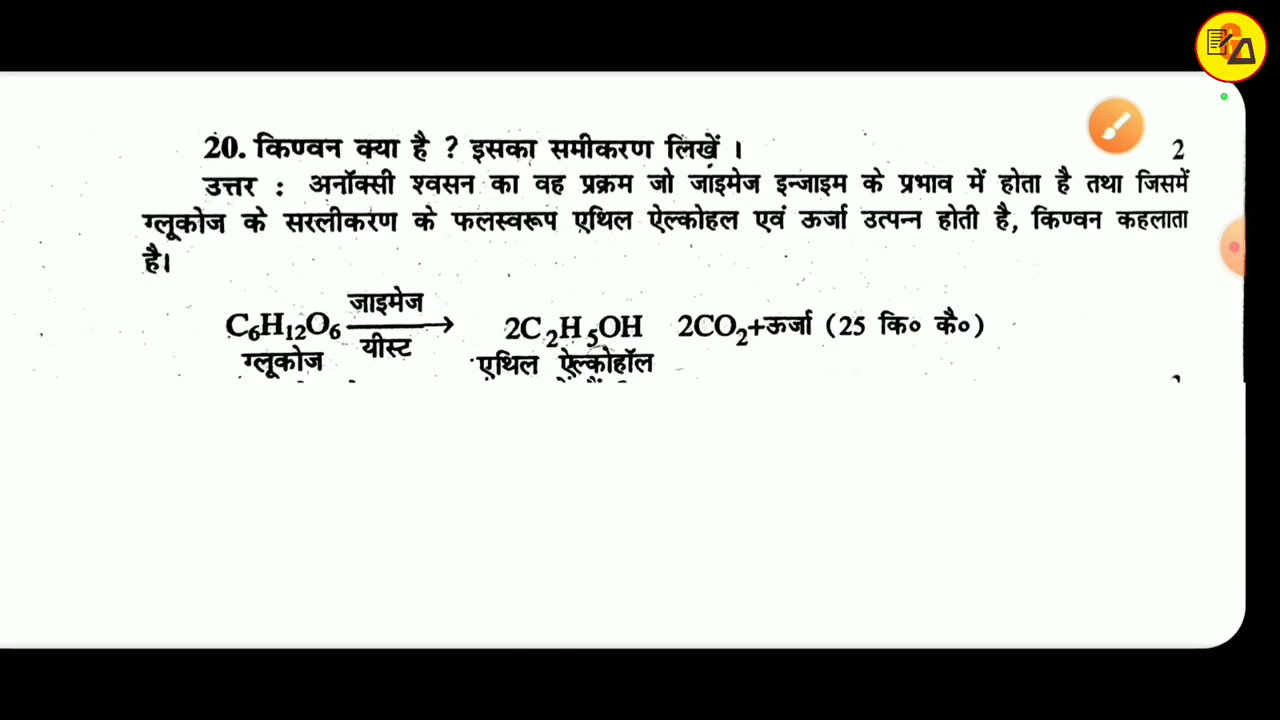 20. किण्वन क्या है ? इसका समीकरण लिखें । 2
उत्तर : अनॉक्सी श्वसन का वह प्रक्रम जो जाइमेज इन्जाइम के प्रभाव में होता है तथा जिसमें
ग्लूकोज के सरलीकरण के फलस्वरूप एथिल ऐल्कोहल एवं ऊर्जा उत्पन्न होती है, किण्वन कहलाता
है।
जाइमेज
C₆H₁₂O₆ ⟶ 2C₂H₅OH 2CO₂+ऊर्जा (25 कि० कै०)
यीस्ट
ग्लूकोज एथिल ऐल्कोहॉल